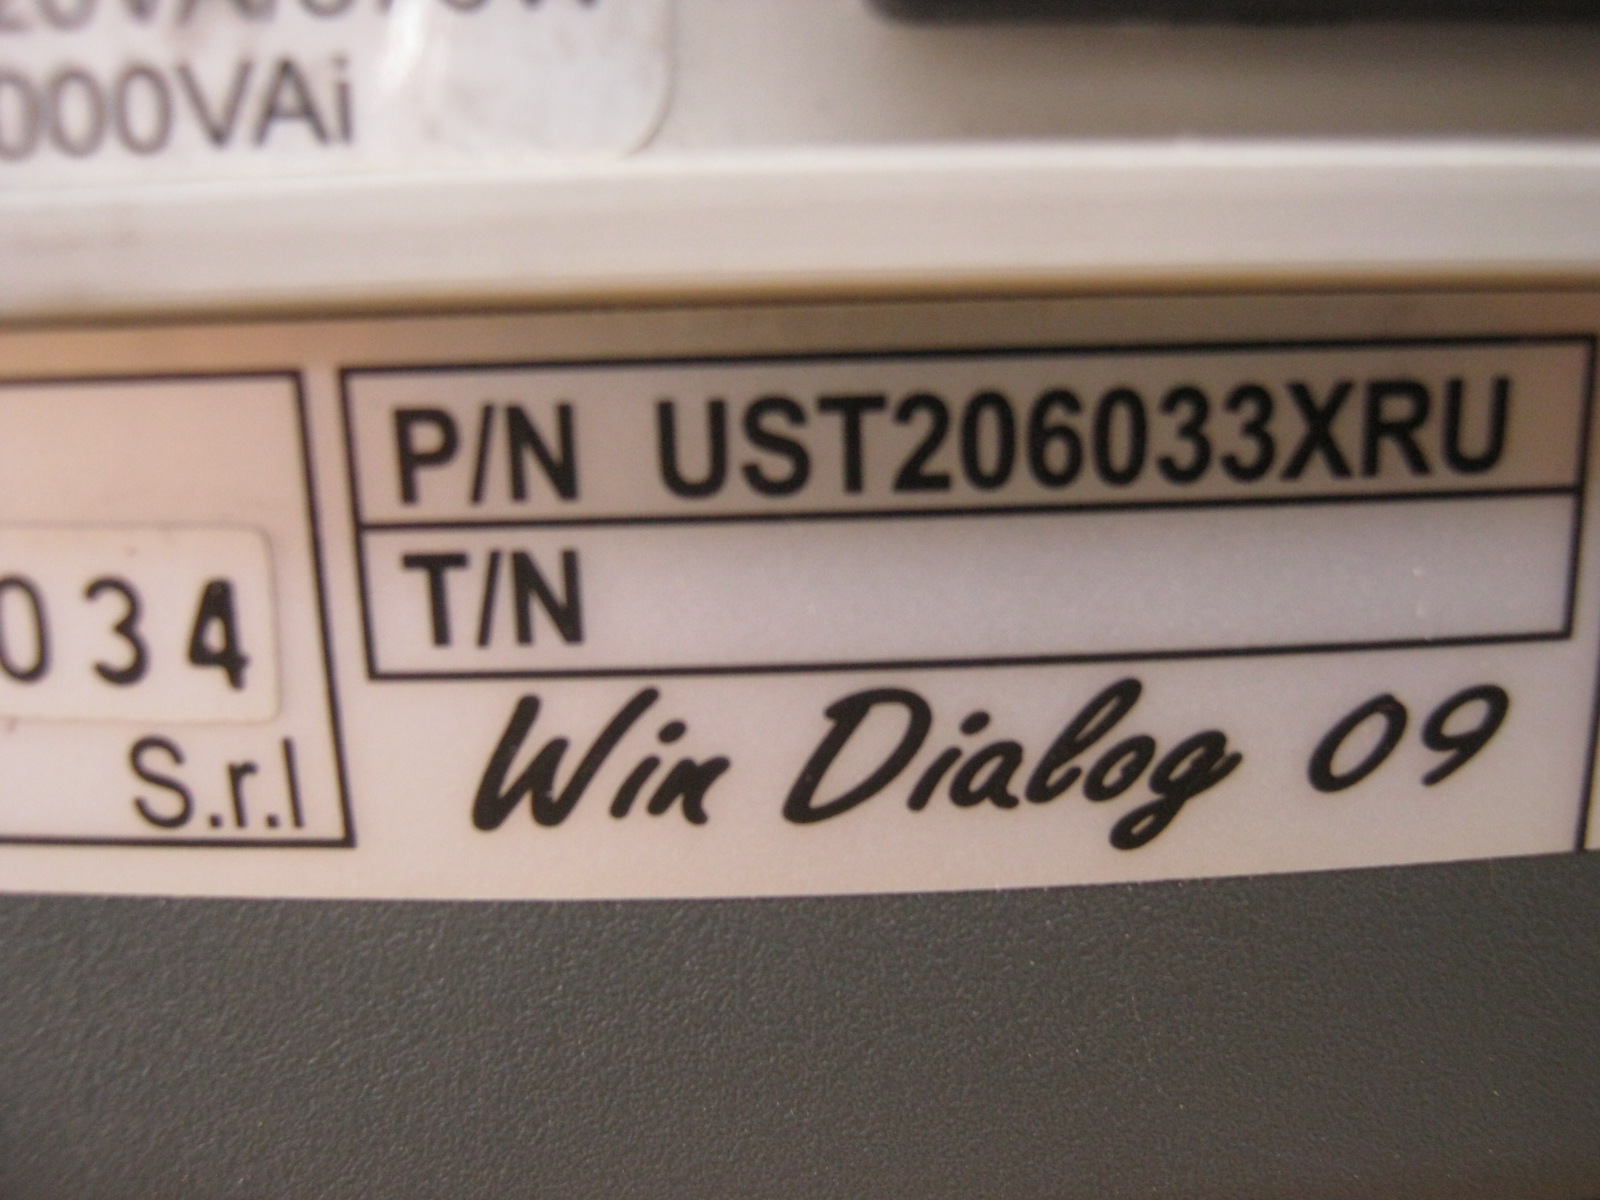 000VAi
P/N UST206033XRU
T/N
034
S.r.l
Win Dialog 09